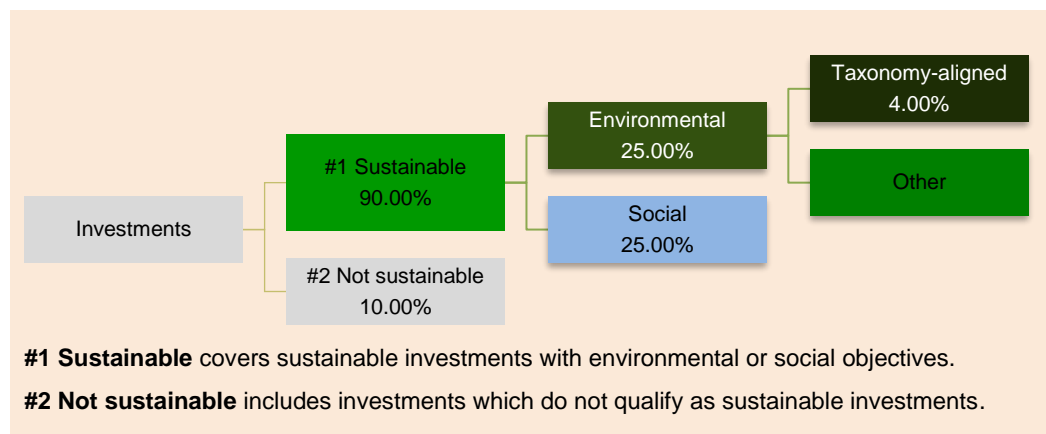 Investments
#1 Sustainable
90.00%
#2 Not sustainable
10.00%
Environmental
25.00%
Social
25.00%
Taxonomy-aligned
4.00%
Other
#1 Sustainable covers sustainable investments with environmental or social objectives.
#2 Not sustainable includes investments which do not qualify as sustainable investments.